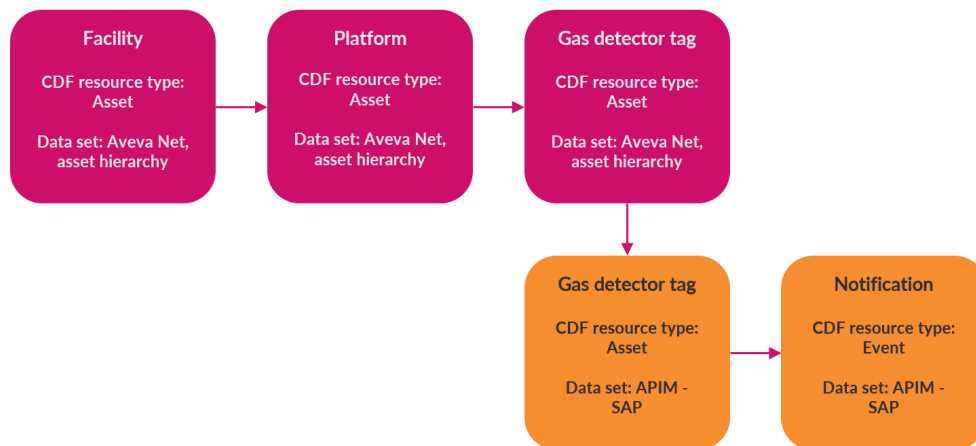 Facility
CDF resource type:
Asset
Data set: Aveva Net,
asset hierarchy
Platform
CDF resource type:
Asset
Data set: Aveva Net,
asset hierarchy
Gas detector tag
CDF resource type:
Asset
Data set: Aveva Net,
asset hierarchy
Gas detector tag
CDF resource type:
Asset
Data set: APIM -
SAP
Notification
CDF resource type:
Event
Data set: APIM -
SAP